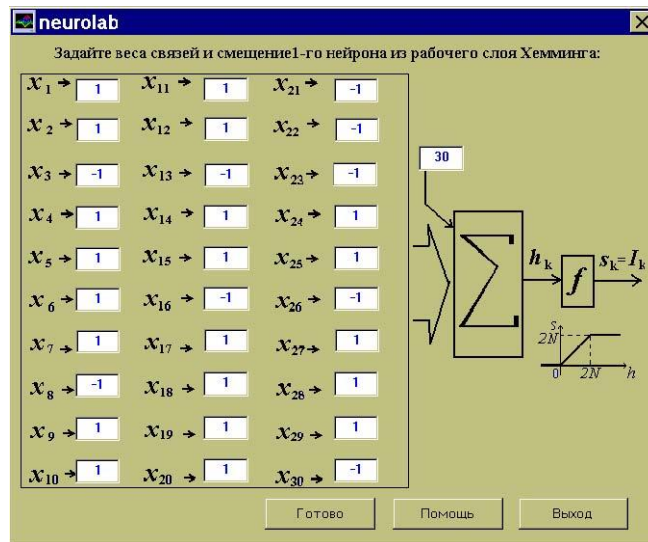 neurolab
Задайте веса связей и смещение1-го нейрона из рабочего слоя Хемминга:
x1 → 1 x11 → 1 x21 → -1
x2 → 1 x12 → 1 x22 → -1
x3 → -1 x13 → -1 x23 → -1
x4 → 1 x14 → 1 x24 → 1
x5 → 1 x15 → 1 x25 → 1
x6 → 1 x16 → -1 x26 → -1
x7 → 1 x17 → 1 x27 → 1
x8 → -1 x18 → 1 x28 → 1
x9 → 1 x19 → 1 x29 → 1
x10 → 1 x20 → 1 x30 → -1
30
Σ hk f sk=Ik
s
2N
0 2N h
Готово Помощь Выход